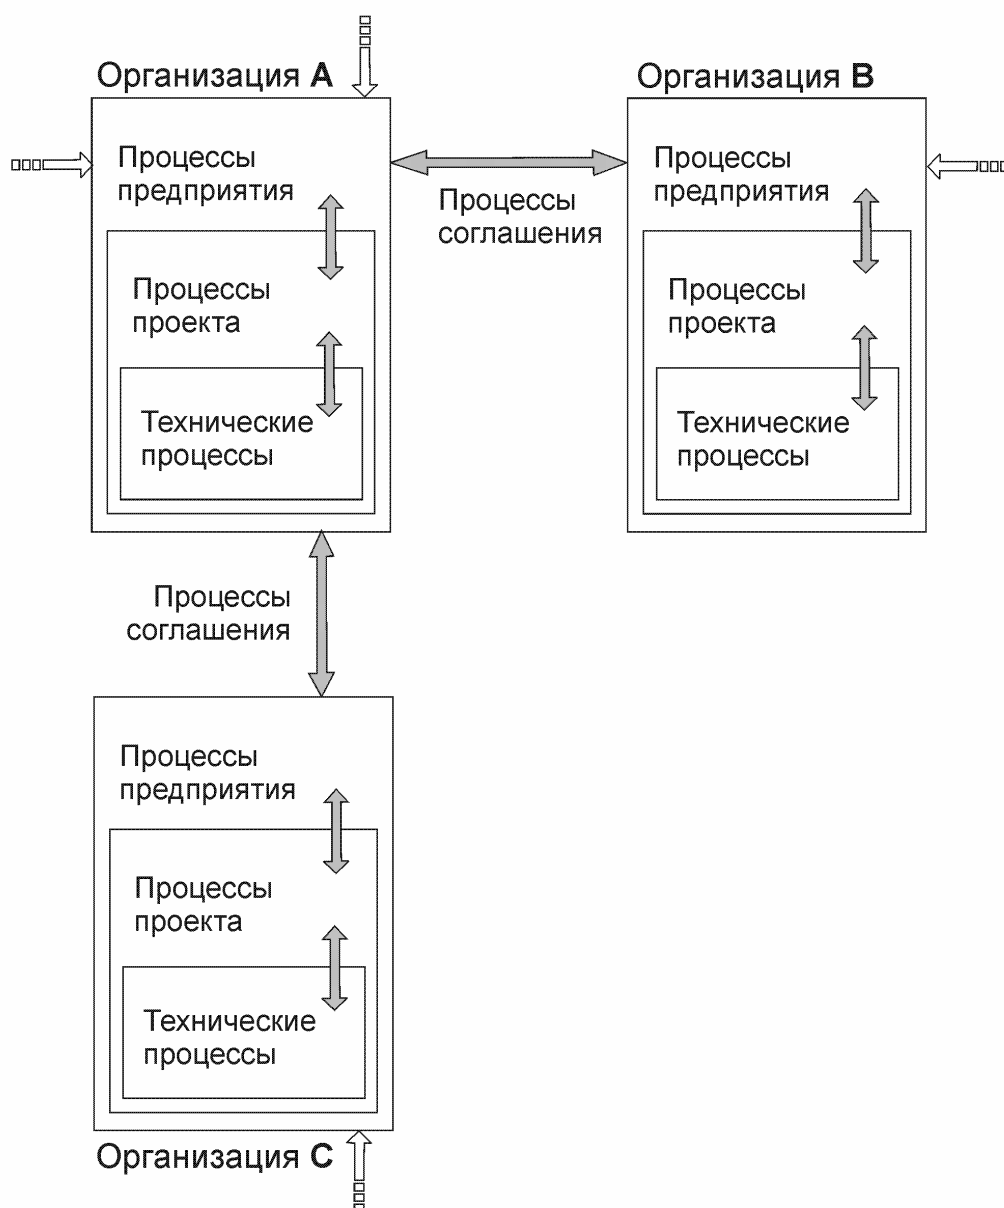 Организация A
Процессы
предприятия
Процессы
проекта
Технические
процессы
Процессы
соглашения
Организация B
Процессы
предприятия
Процессы
проекта
Технические
процессы
Процессы
соглашения
Процессы
предприятия
Процессы
проекта
Технические
процессы
Организация C